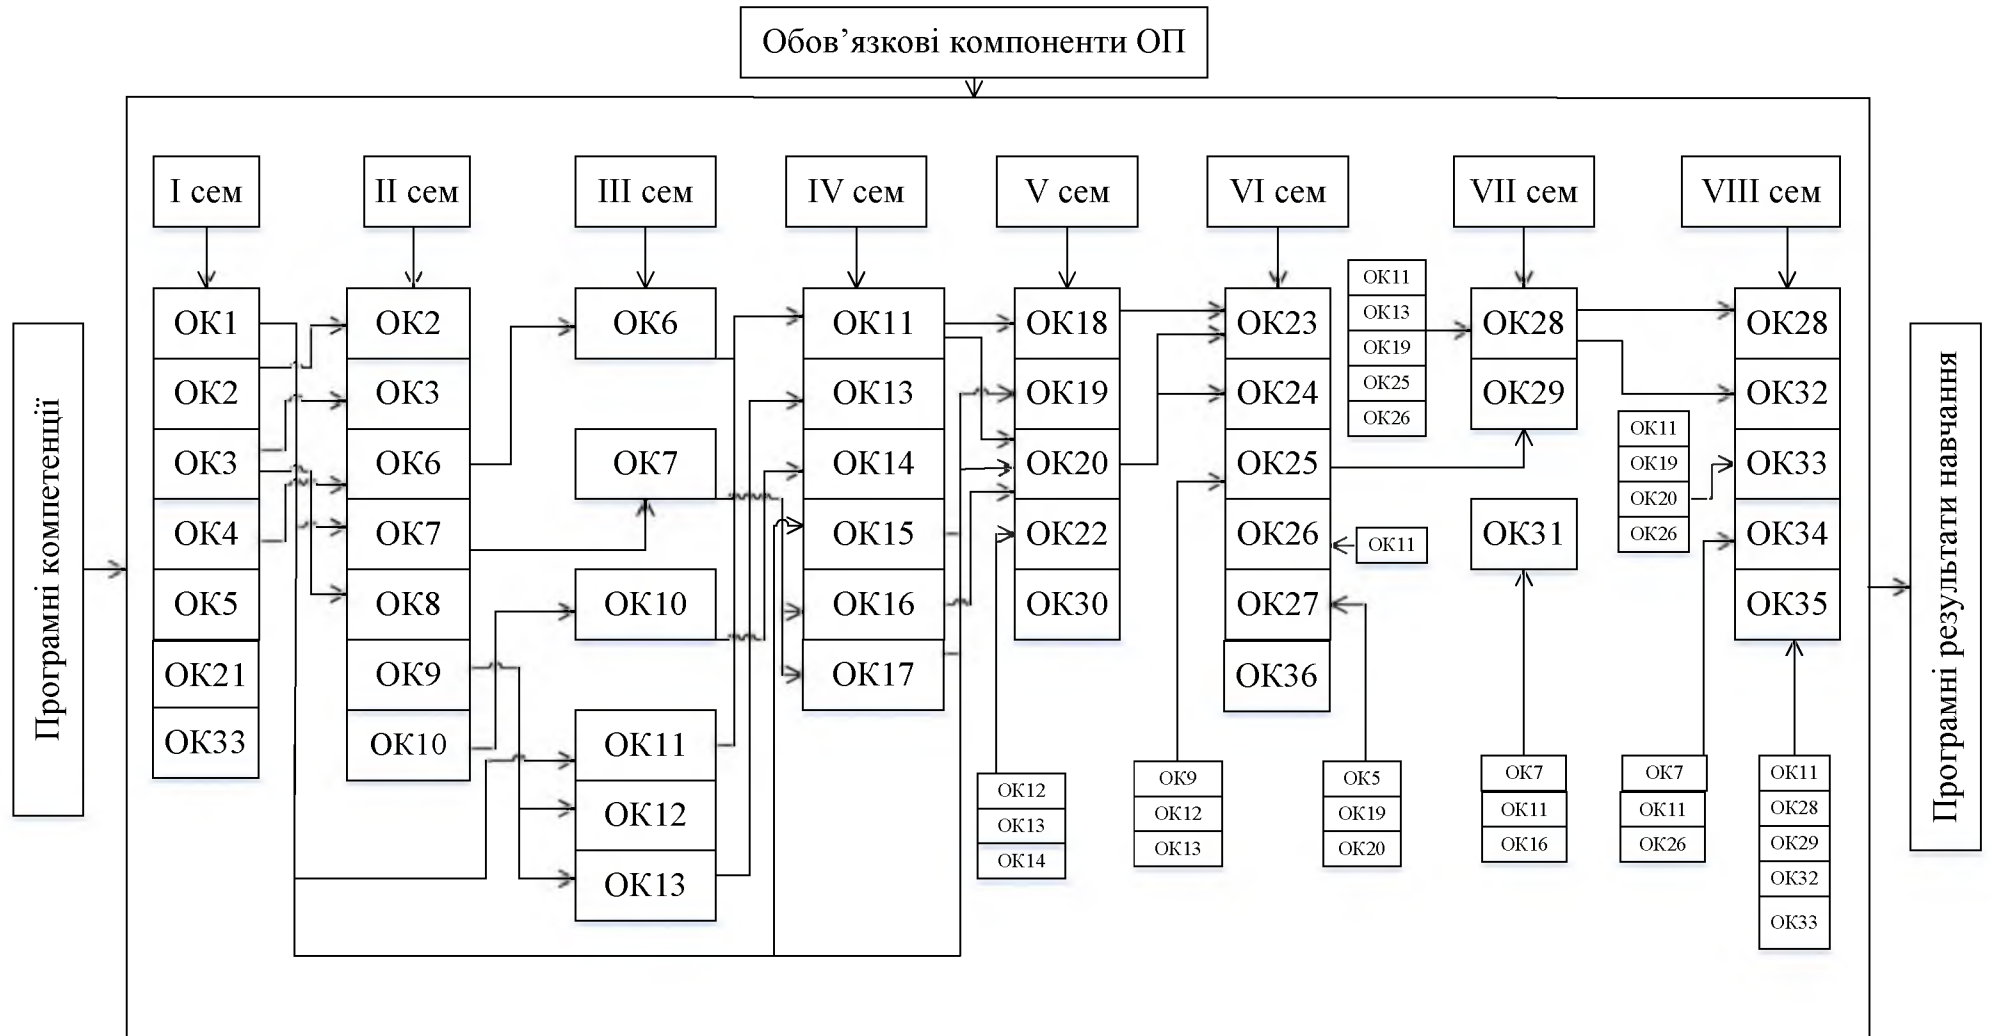 Обов’язкові компоненти ОП
Програмні компетенції
I сем
ОК1
ОК2
ОК3
ОК4
ОК5
ОК21
ОК33
II сем
ОК2
ОК3
ОК6
ОК7
ОК8
ОК9
ОК10
III сем
ОК6
ОК7
ОК10
ОК11
ОК12
ОК13
IV сем
ОК11
ОК13
ОК14
ОК15
ОК16
ОК17
V сем
ОК18
ОК19
ОК20
ОК22
ОК30
ОК12
ОК13
ОК14
VI сем
ОК23
ОК24
ОК25
ОК26
ОК27
ОК36
ОК9
ОК12
ОК13
ОК11
ОК5
ОК19
ОК20
ОК11
ОК13
ОК19
ОК25
ОК26
VII сем
ОК28
ОК29
ОК31
ОК7
ОК11
ОК16
ОК11
ОК19
ОК20
ОК26
VIII сем
ОК28
ОК32
ОК33
ОК34
ОК35
ОК7
ОК11
ОК26
ОК11
ОК28
ОК29
ОК32
ОК33
Програмні результати навчання